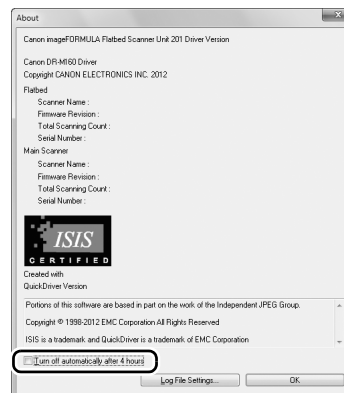 About
Canon imageFORMULA Flatbed Scanner Unit 201 Driver Version
Canon DR-M160 Driver
Copyright CANON ELECTRONICS INC. 2012
Flatbed
Scanner Name :
Firmware Revision :
Total Scanning Count :
Serial Number :
Main Scanner
Scanner Name :
Firmware Revision :
Total Scanning Count :
Serial Number :
ISIS
CERTIFIED
Created with
QuickDriver Version
Portions of this software are based in part on the work of the Independent JPEG Group.
Copyright © 1998-2012 EMC Corporation All Rights Reserved
ISIS is a trademark and QuickDriver is a trademark of EMC Corporation
Turn off automatically after 4 hours
Log File Settings...
OK